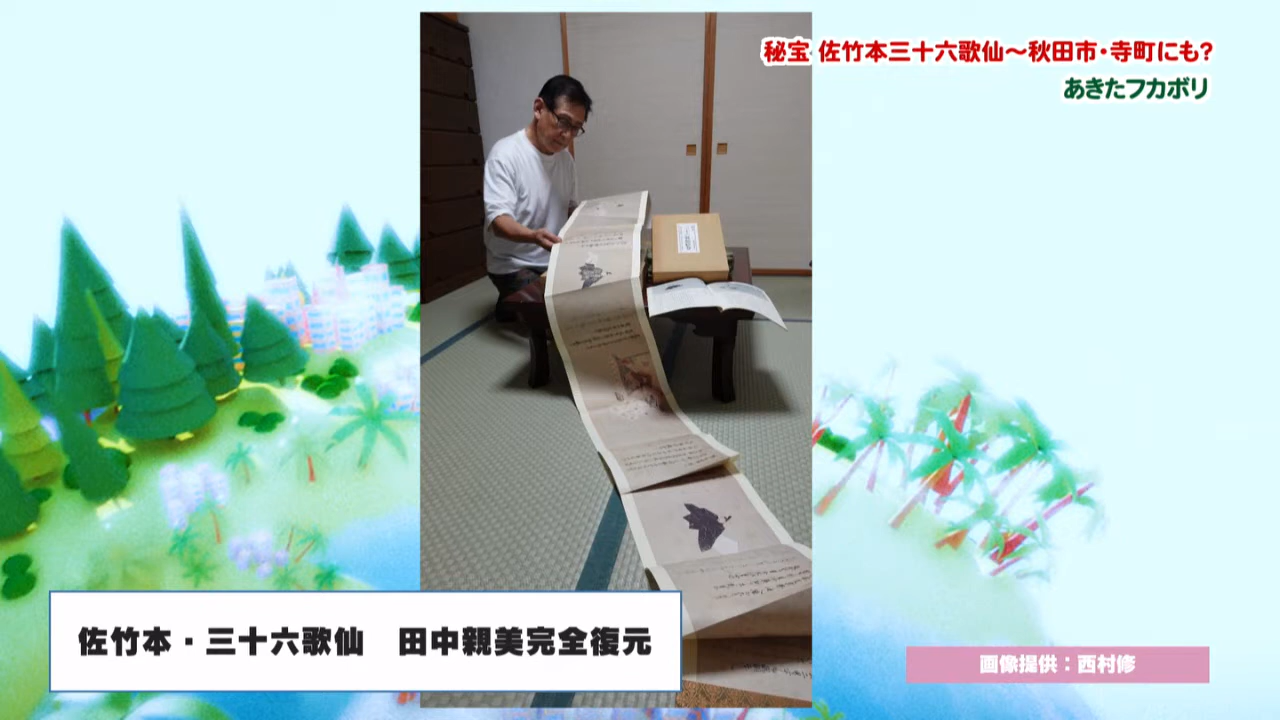 秘宝 佐竹本三十六歌仙〜秋田市・寺町にも?
あきたフカボリ
佐竹本・三十六歌仙　田中親美完全復元
画像提供：西村修